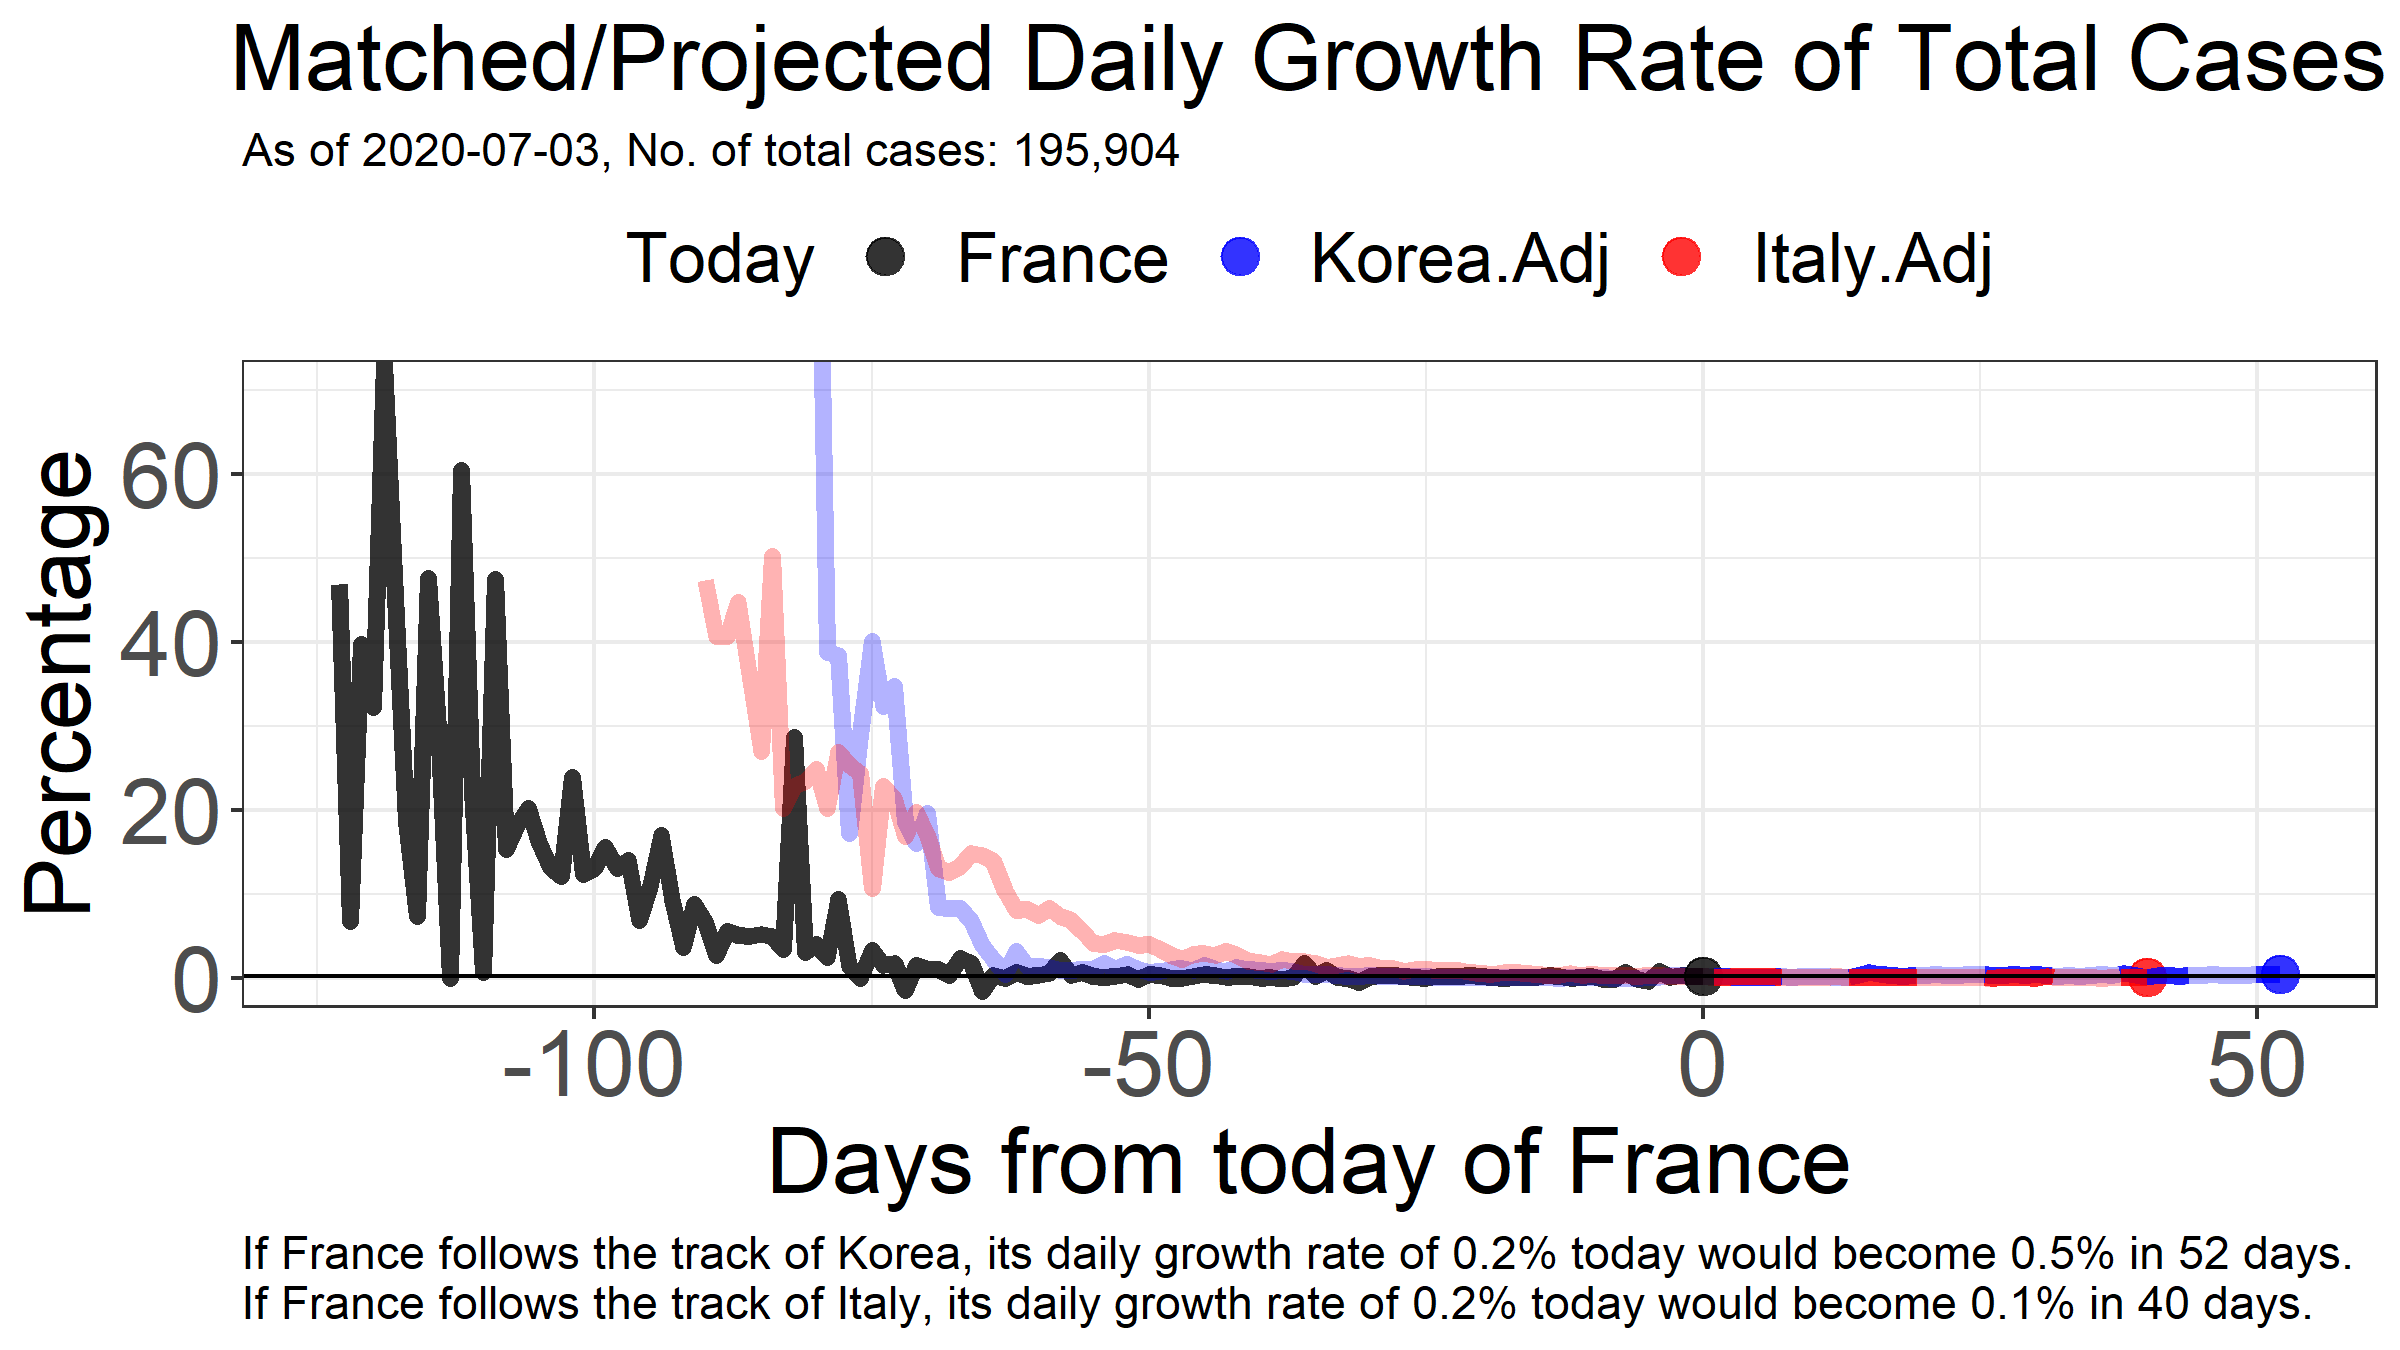 Matched/Projected Daily Growth Rate of Total Cases
As of 2020-07-03, No. of total cases: 195,904
Today France Korea.Adj Italy.Adj
Percentage
60
40
20
0
-100 -50 0 50
Days from today of France
If France follows the track of Korea, its daily growth rate of 0.2% today would become 0.5% in 52 days.
If France follows the track of Italy, its daily growth rate of 0.2% today would become 0.1% in 40 days.